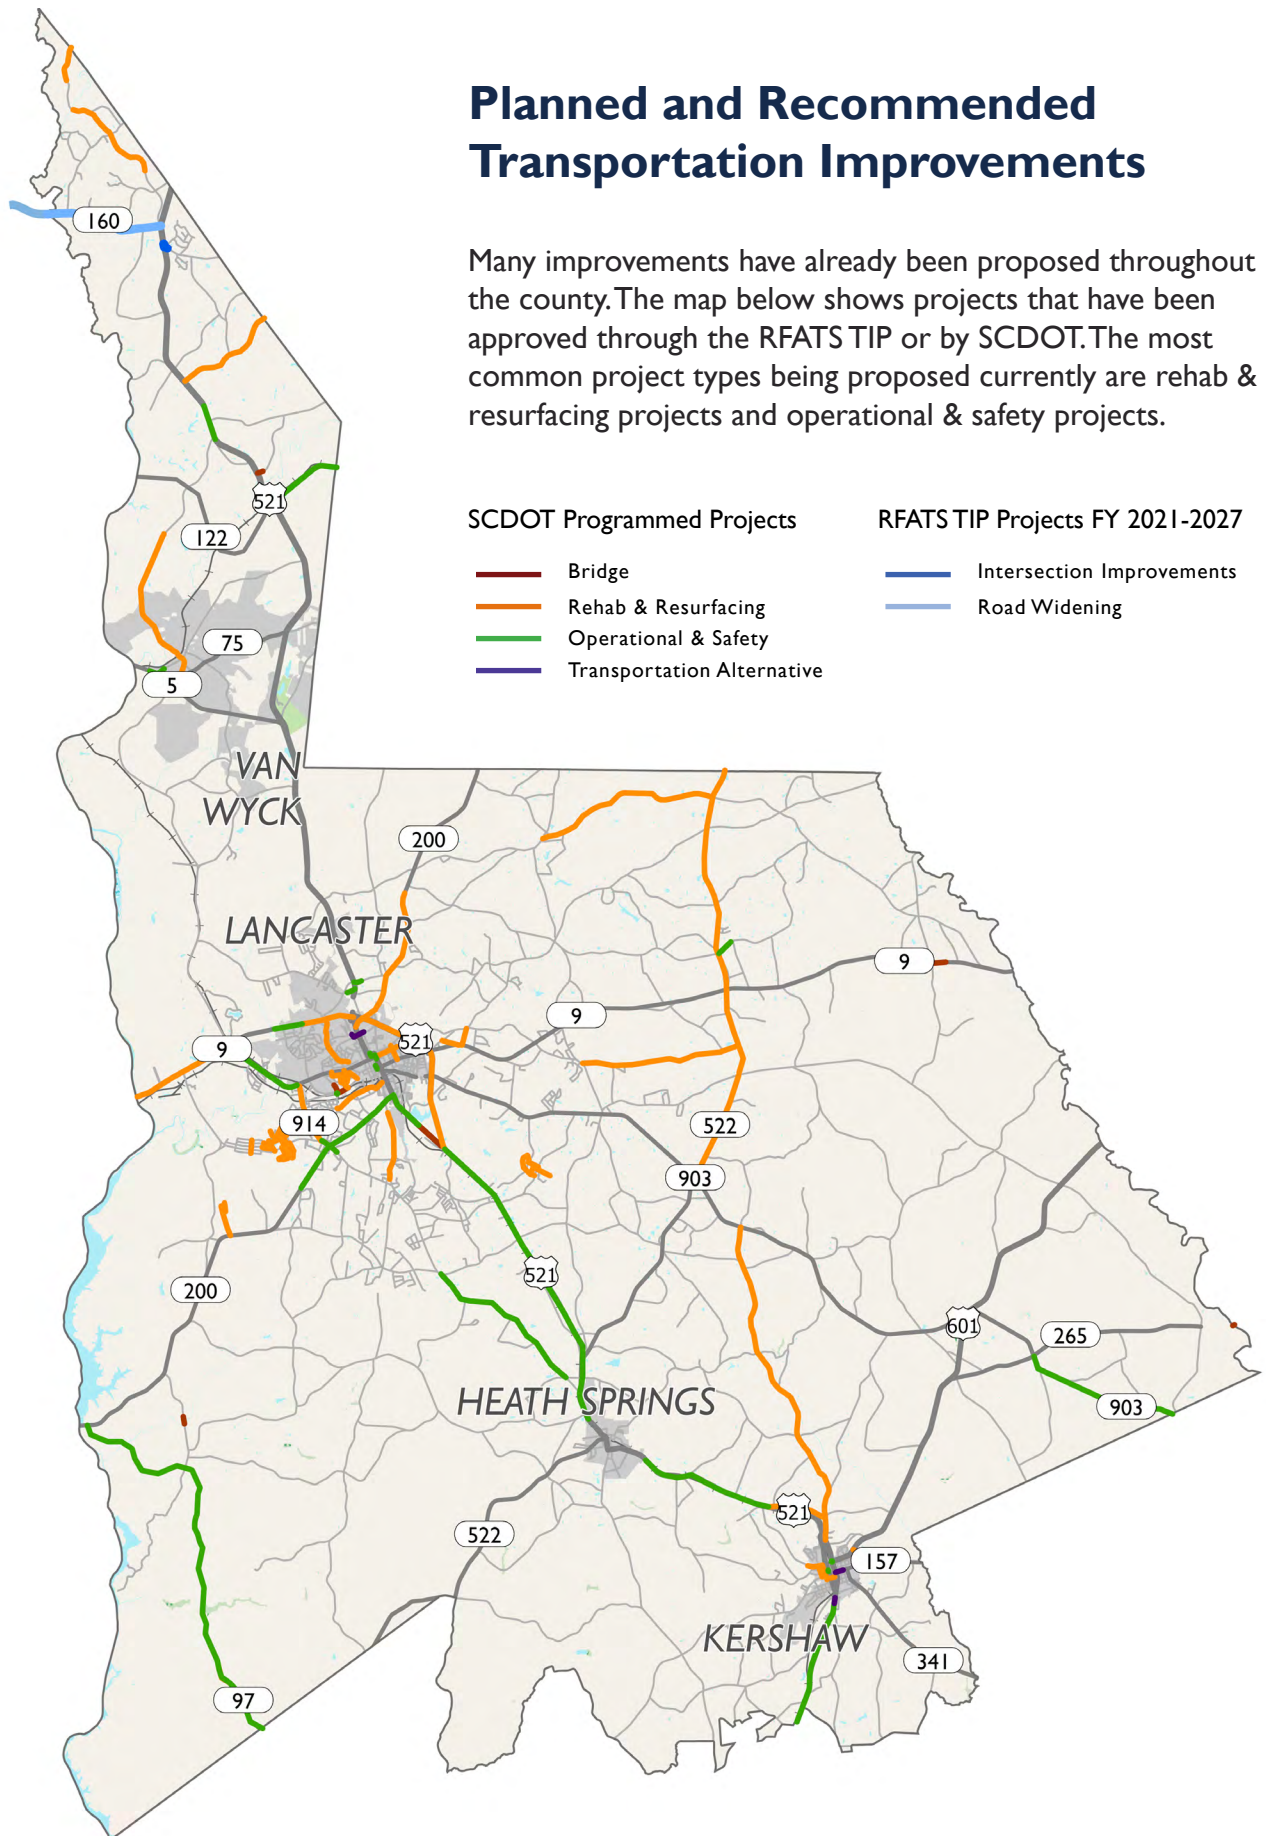 Planned and Recommended
Transportation Improvements
Many improvements have already been proposed throughout
the county. The map below shows projects that have been
approved through the RFATS TIP or by SCDOT. The most
common project types being proposed currently are rehab &
resurfacing projects and operational & safety projects.
SCDOT Programmed Projects
Bridge
Rehab & Resurfacing
Operational & Safety
Transportation Alternative
RFATS TIP Projects FY 2021-2027
Intersection Improvements
Road Widening
160
521
122
75
5
VAN
WYCK
200
LANCASTER
9
9
521
9
914
522
903
521
200
601
265
HEATH SPRINGS
903
521
522
157
KERSHAW
341
97